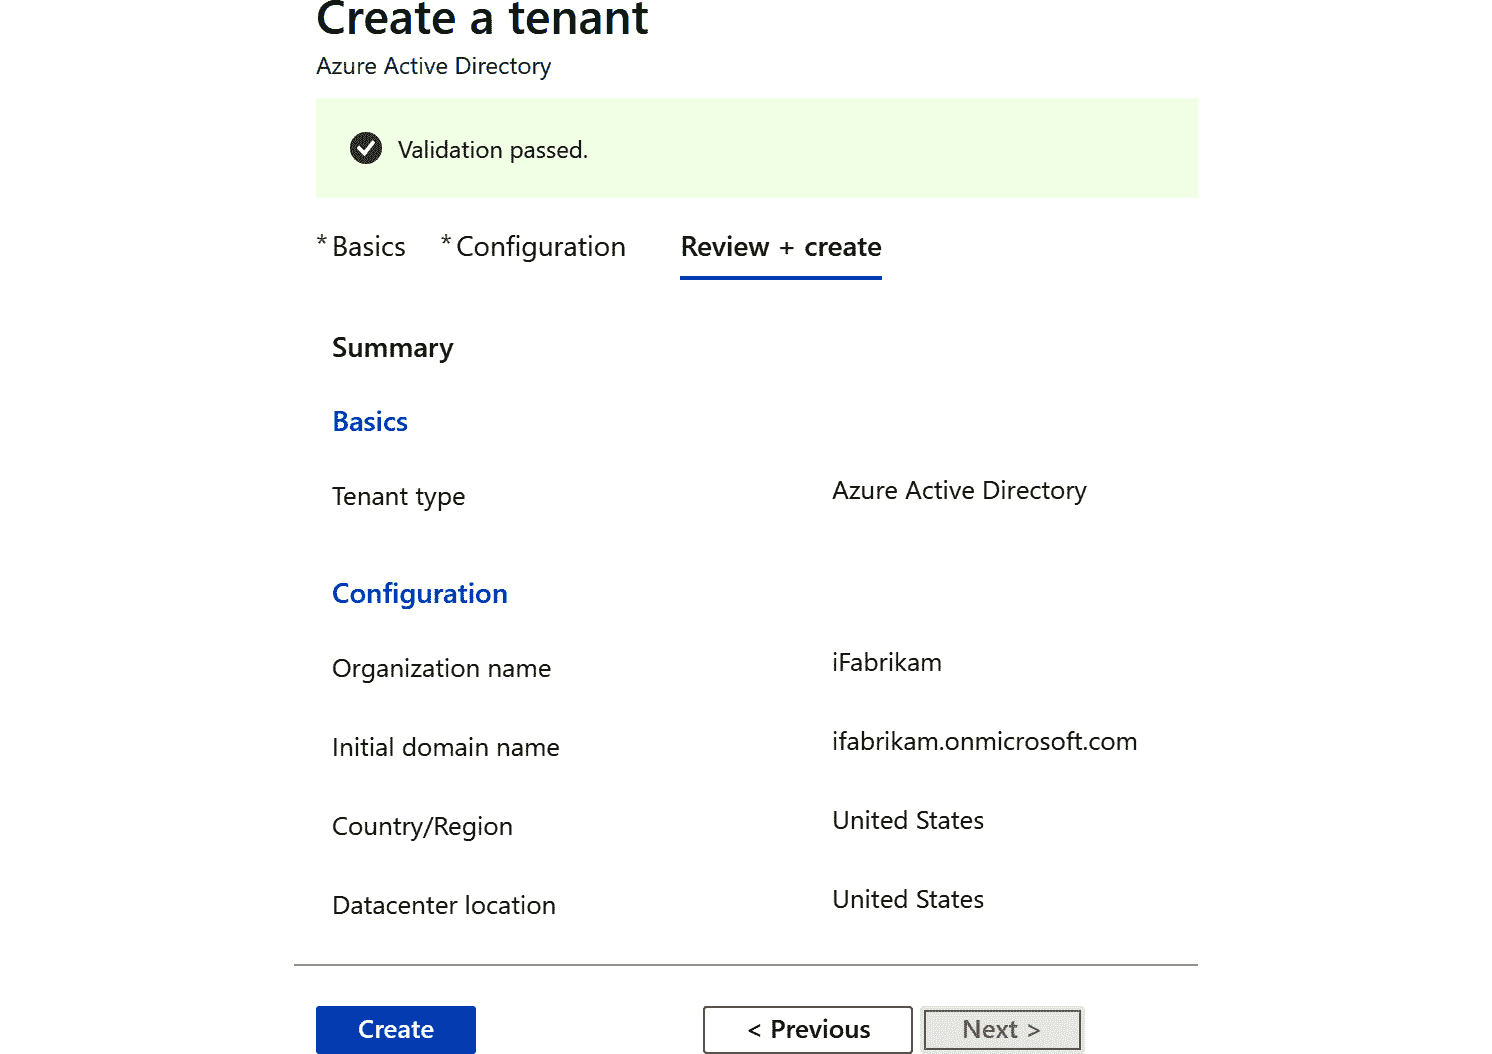 Create a tenant
Azure Active Directory
Validation passed.
* Basics * Configuration Review + create
Summary
Basics
Tenant type Azure Active Directory
Configuration
Organization name iFabrikam
Initial domain name ifabrikam.onmicrosoft.com
Country/Region United States
Datacenter location United States
Create < Previous Next >